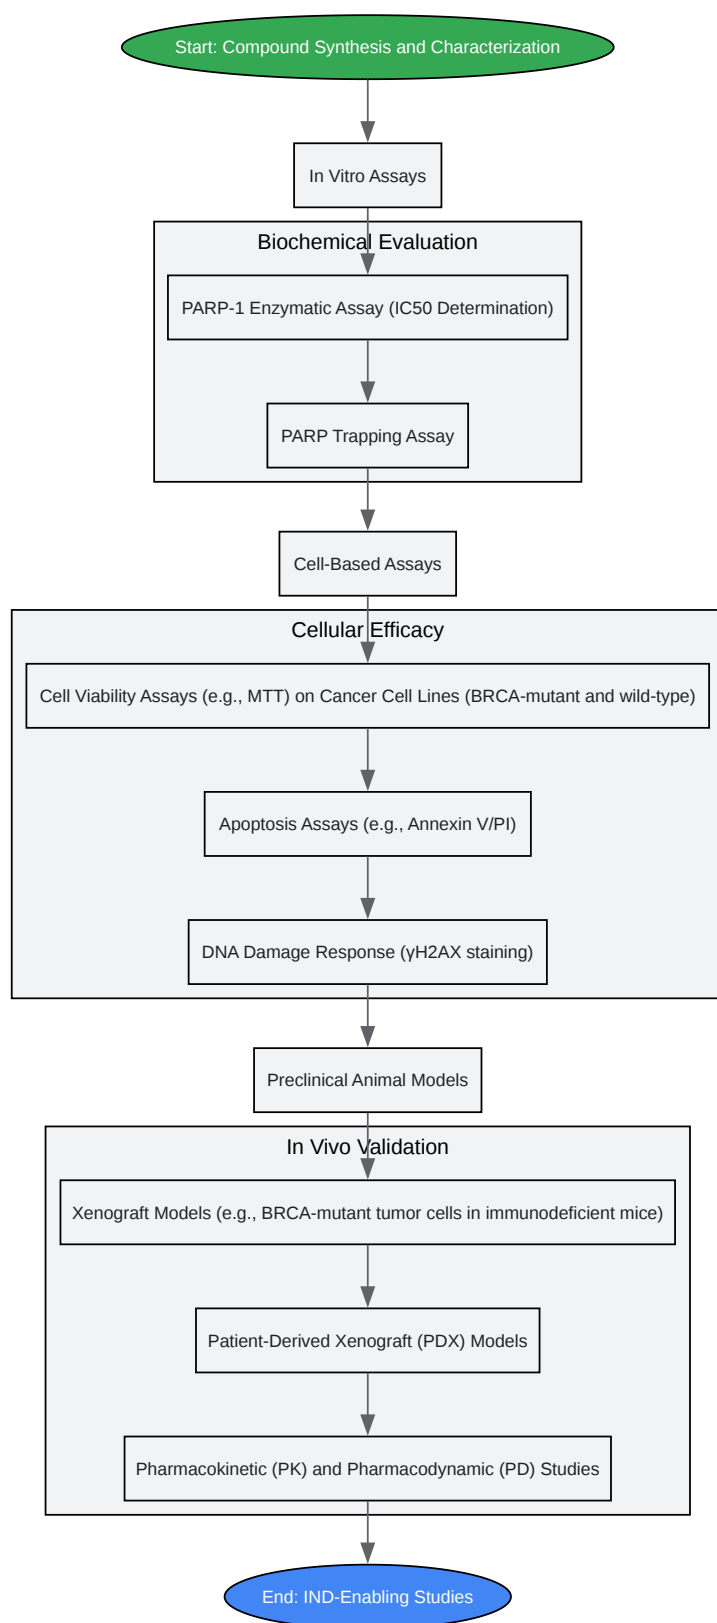 Start: Compound Synthesis and Characterization
In Vitro Assays
Biochemical Evaluation
PARP-1 Enzymatic Assay (IC50 Determination)
PARP Trapping Assay
Cell-Based Assays
Cellular Efficacy
Cell Viability Assays (e.g., MTT) on Cancer Cell Lines (BRCA-mutant and wild-type)
Apoptosis Assays (e.g., Annexin V/PI)
DNA Damage Response (γH2AX staining)
Preclinical Animal Models
In Vivo Validation
Xenograft Models (e.g., BRCA-mutant tumor cells in immunodeficient mice)
Patient-Derived Xenograft (PDX) Models
Pharmacokinetic (PK) and Pharmacodynamic (PD) Studies
End: IND-Enabling Studies